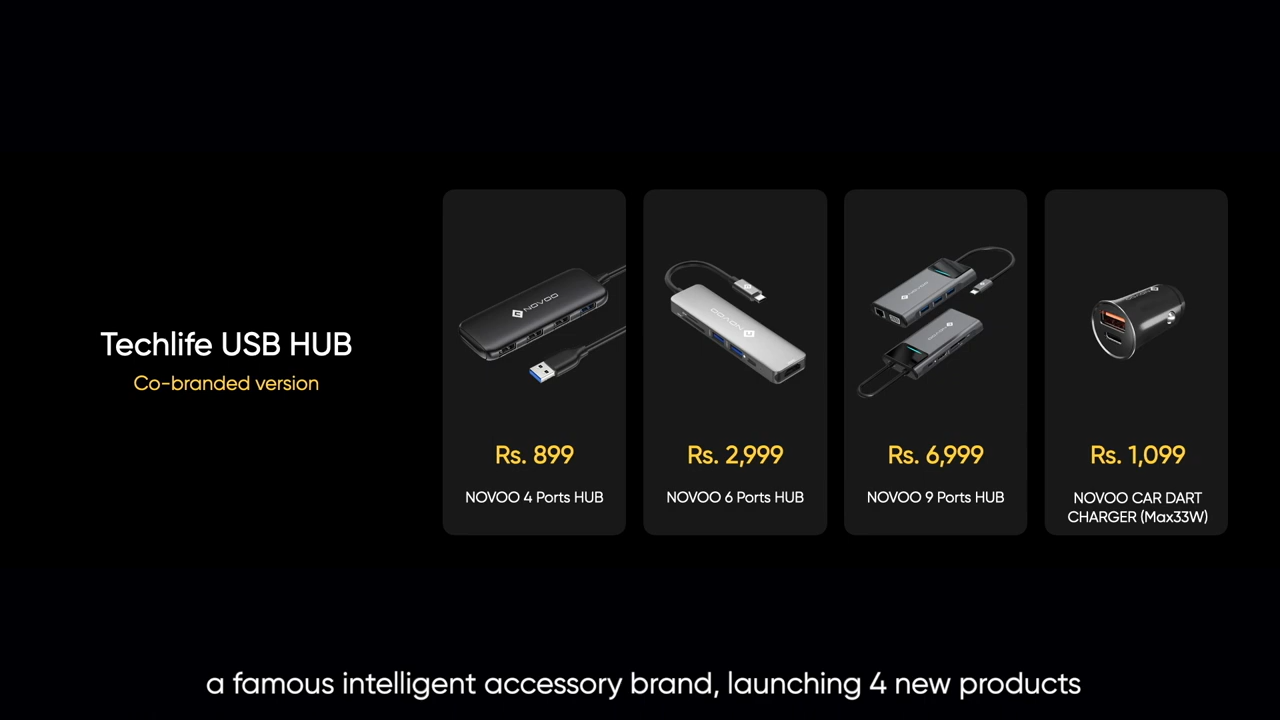 Techlife USB HUB
Co-branded version
NOVOO
Rs. 899
NOVOO 4 Ports HUB
NOVOO
Rs. 2,999
NOVOO 6 Ports HUB
Rs. 6,999
NOVOO 9 Ports HUB
Rs. 1,099
NOVOO CAR DART
CHARGER (Max33W)
a famous intelligent accessory brand, launching 4 new products